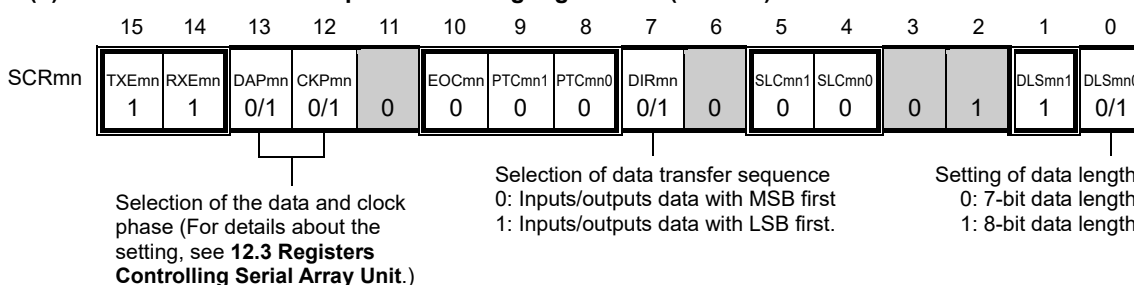 15 14 13 12 11 10 9 8 7 6 5 4 3 2 1 0
SCRmn
TXEmn RXEmn DAPmn CKPmn EOCmn PTCmn1 PTCmn0 DIRmn SLCmn1 SLCmn0 DLSmn1 DLSmn0
1 1 0/1 0/1 0 0 0 0 0/1 0 0 0 0 1 1 0/1
Selection of the data and clock
phase (For details about the
setting, see 12.3 Registers
Controlling Serial Array Unit.)
Selection of data transfer sequence
0: Inputs/outputs data with MSB first
1: Inputs/outputs data with LSB first.
Setting of data length
0: 7-bit data length
1: 8-bit data length